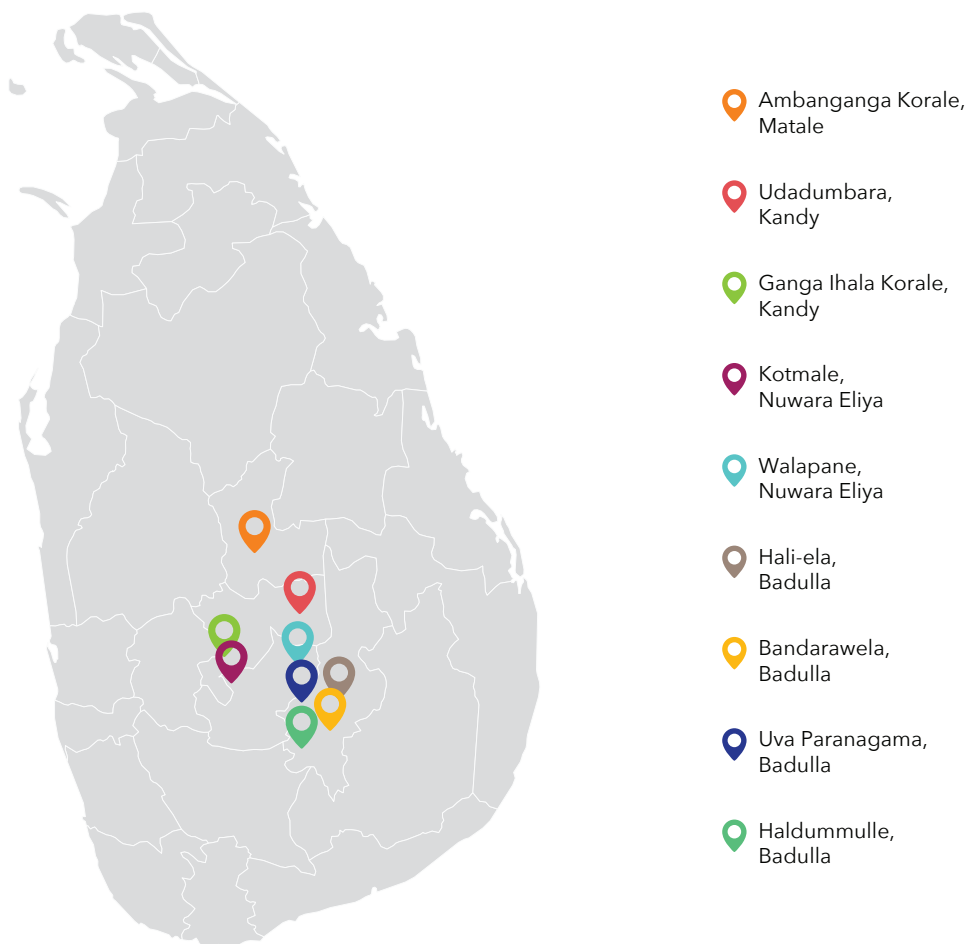 Ambanganga Korale,
Matale
Udadumbara,
Kandy
Ganga Ihala Korale,
Kandy
Kotmale,
Nuwara Eliya
Walapane,
Nuwara Eliya
Hali-ela,
Badulla
Bandarawela,
Badulla
Uva Paranagama,
Badulla
Haldummulle,
Badulla